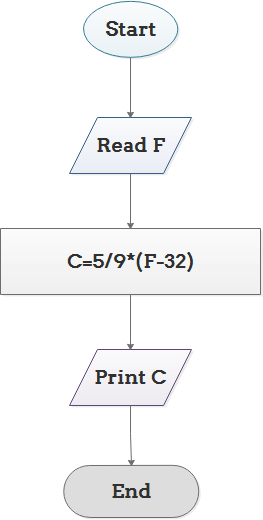 Start
Read F
C=5/9*(F-32)
Print C
End